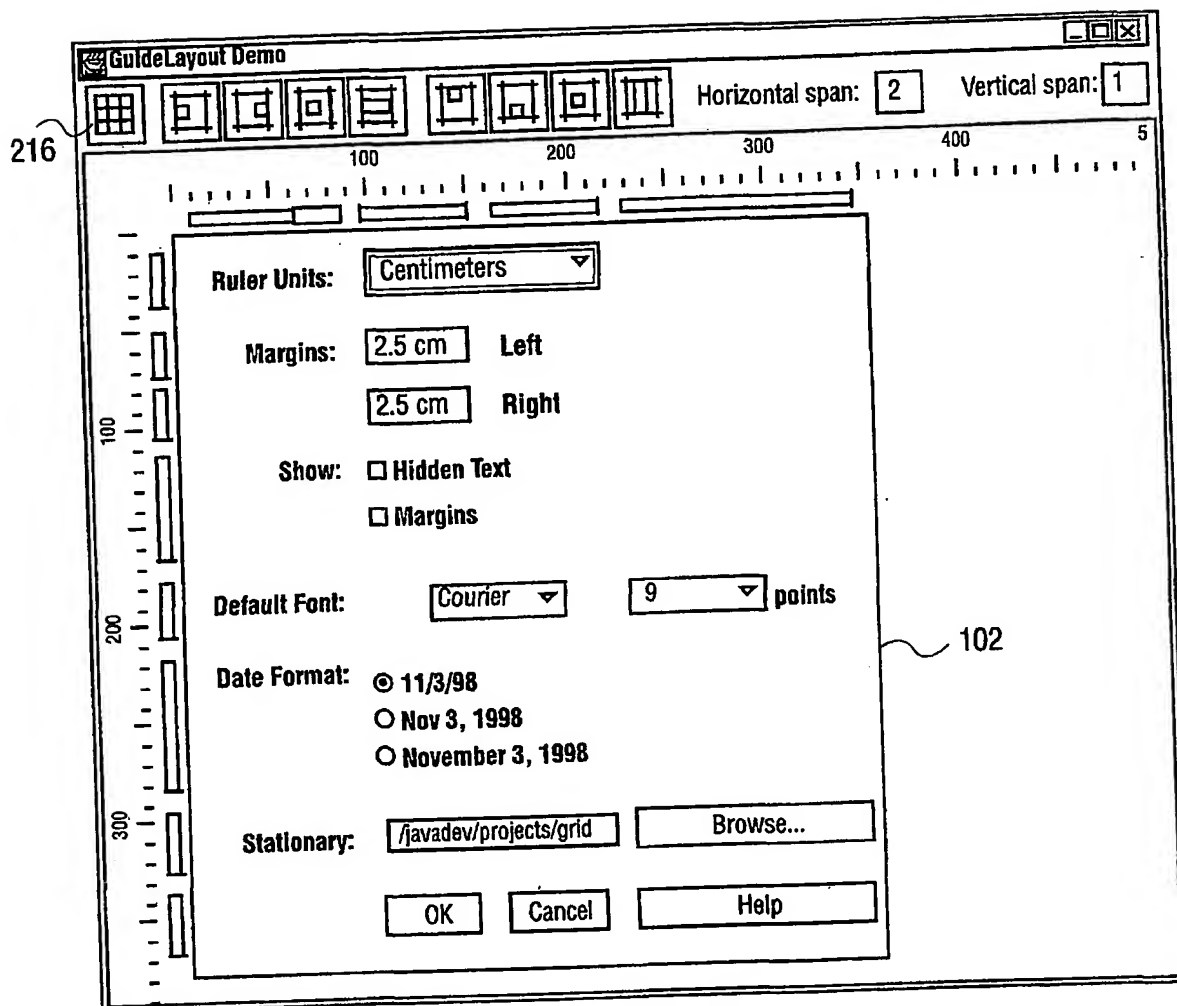 GuideLayout Demo
Horizontal span: 2 Vertical span: 1
216
100 200 300 400 5
Ruler Units: Centimeters
Margins: 2.5 cm Left
2.5 cm Right
100
Show: Hidden Text
Margins
Default Font: Courier 9 points
200
102
Date Format: 11/3/98
Nov 3, 1998
November 3, 1998
300
Stationary: /javadev/projects/grid Browse...
OK Cancel Help